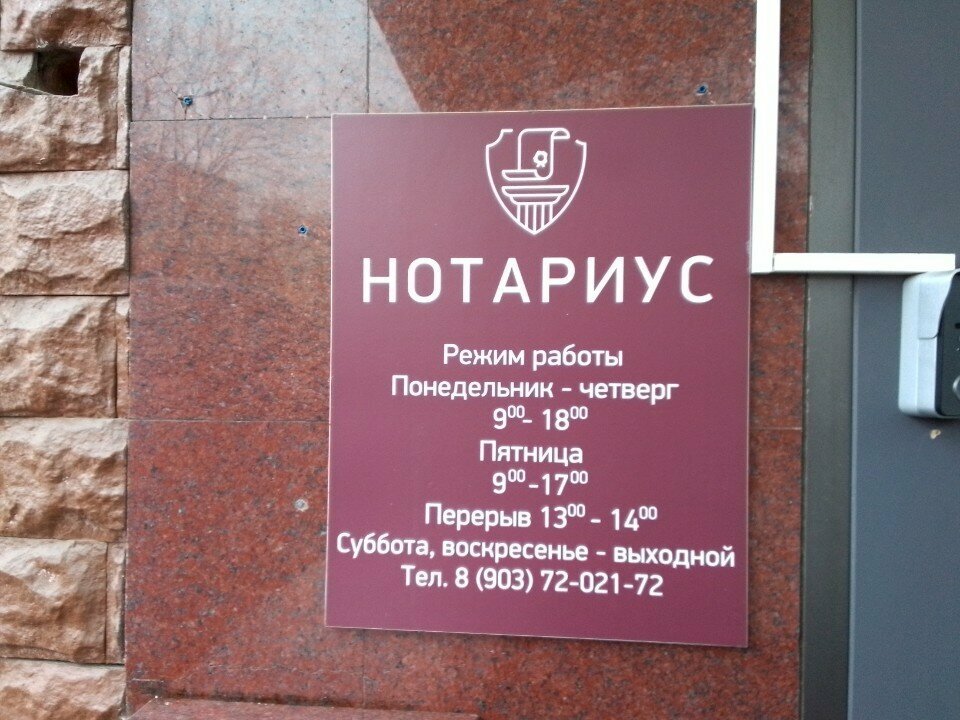 НОТАРИУС
Режим работы
Понедельник - четверг
9⁰⁰- 18⁰⁰
Пятница
9⁰⁰-17⁰⁰
Перерыв 13⁰⁰ - 14⁰⁰
Суббота, воскресенье - выходной
Тел. 8 (903) 72-021-72